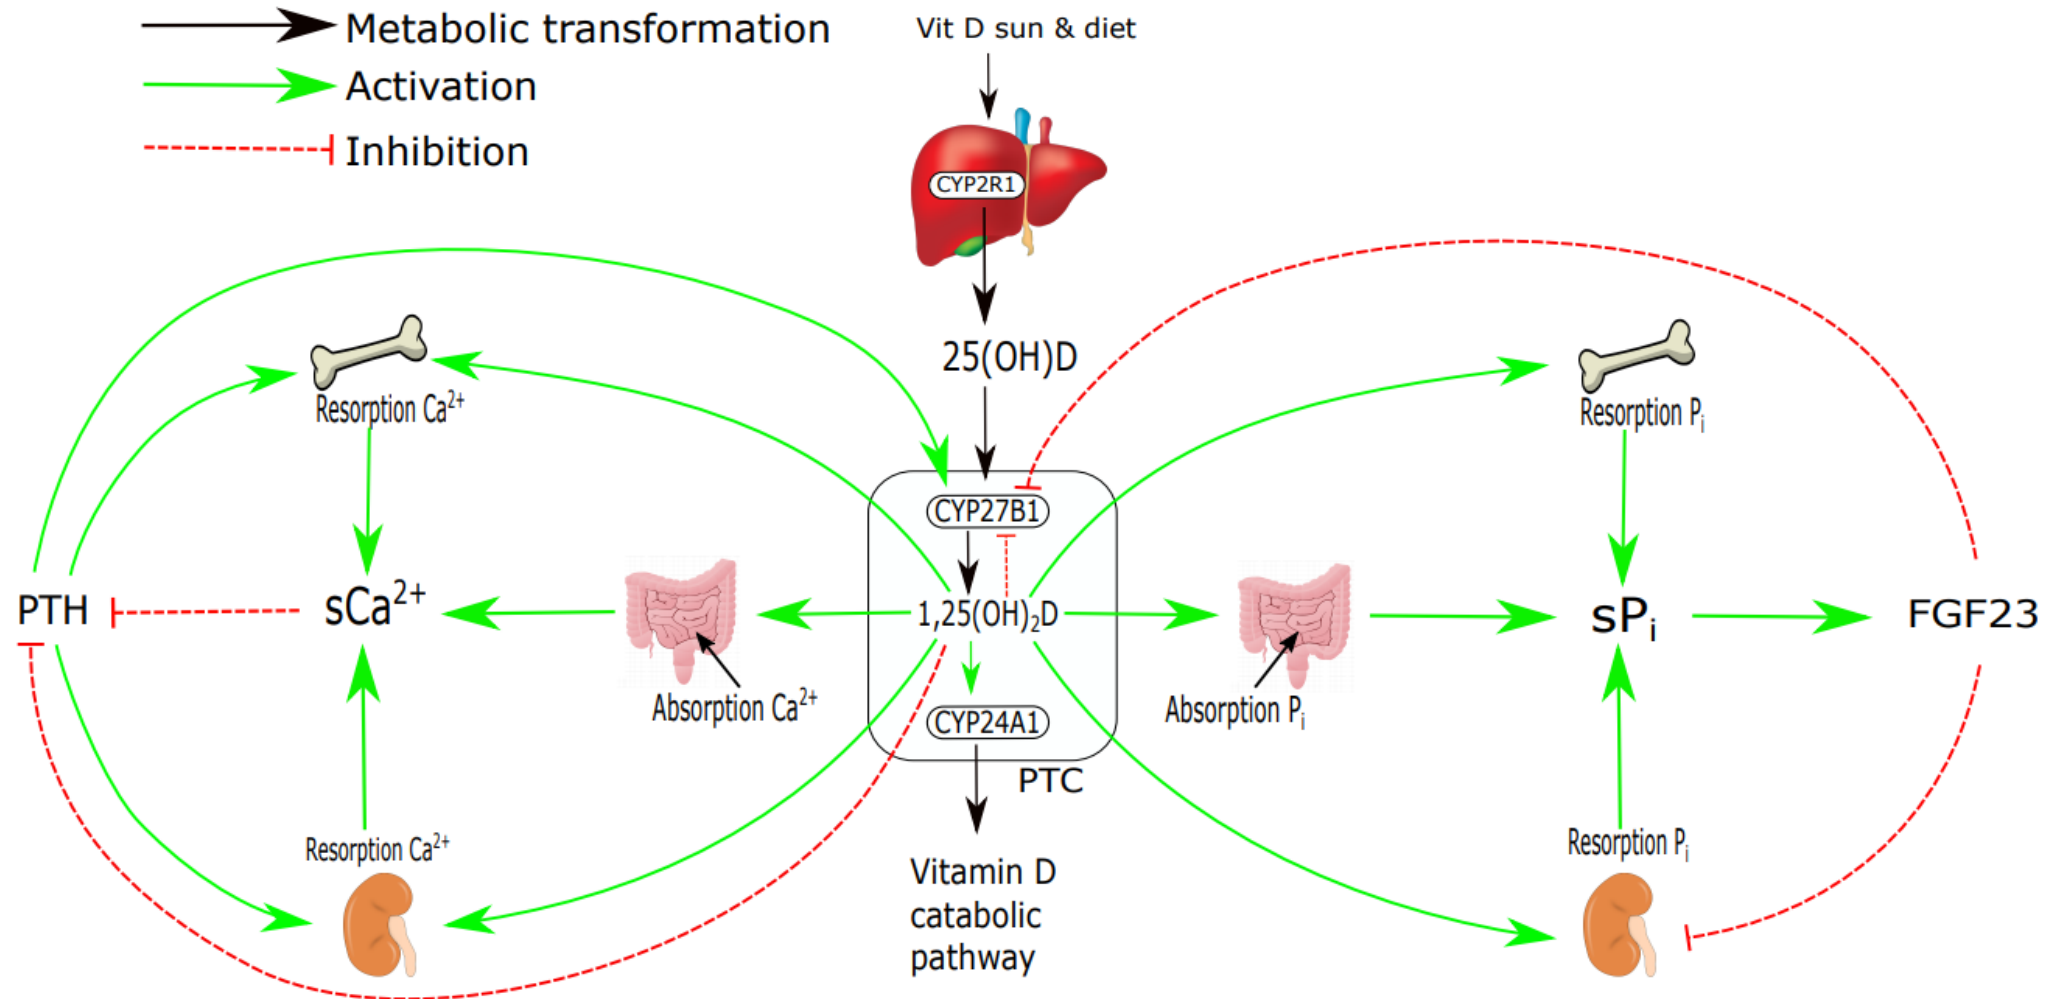 Metabolic transformation
Activation
Inhibition
Vit D sun & diet
CYP2R1
25(OH)D
Resorption Ca²⁺
Resorption Pᵢ
CYP27B1
PTH
sCa²⁺
1,25(OH)₂D
sPᵢ
FGF23
Absorption Ca²⁺
Absorption Pᵢ
CYP24A1
PTC
Resorption Ca²⁺
Resorption Pᵢ
Vitamin D
catabolic
pathway